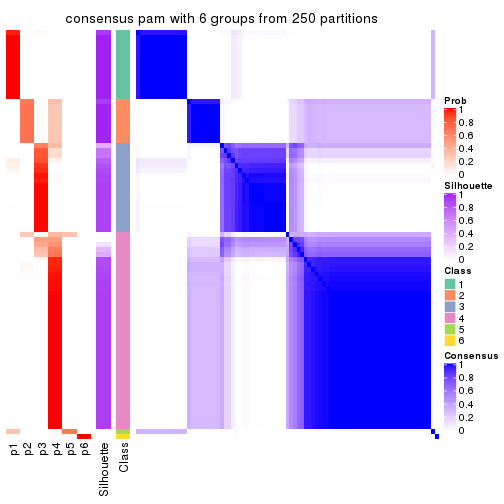 consensus pam with 6 groups from 250 partitions
Prob
1
0.8
0.6
0.4
0.2
0
Silhouette
1
0.8
0.6
0.4
0.2
0
Class
1
2
3
4
5
6
Consensus
1
0.8
0.6
0.4
0.2
0
p1
p2
p3
p4
p5
p6
Silhouette
Class